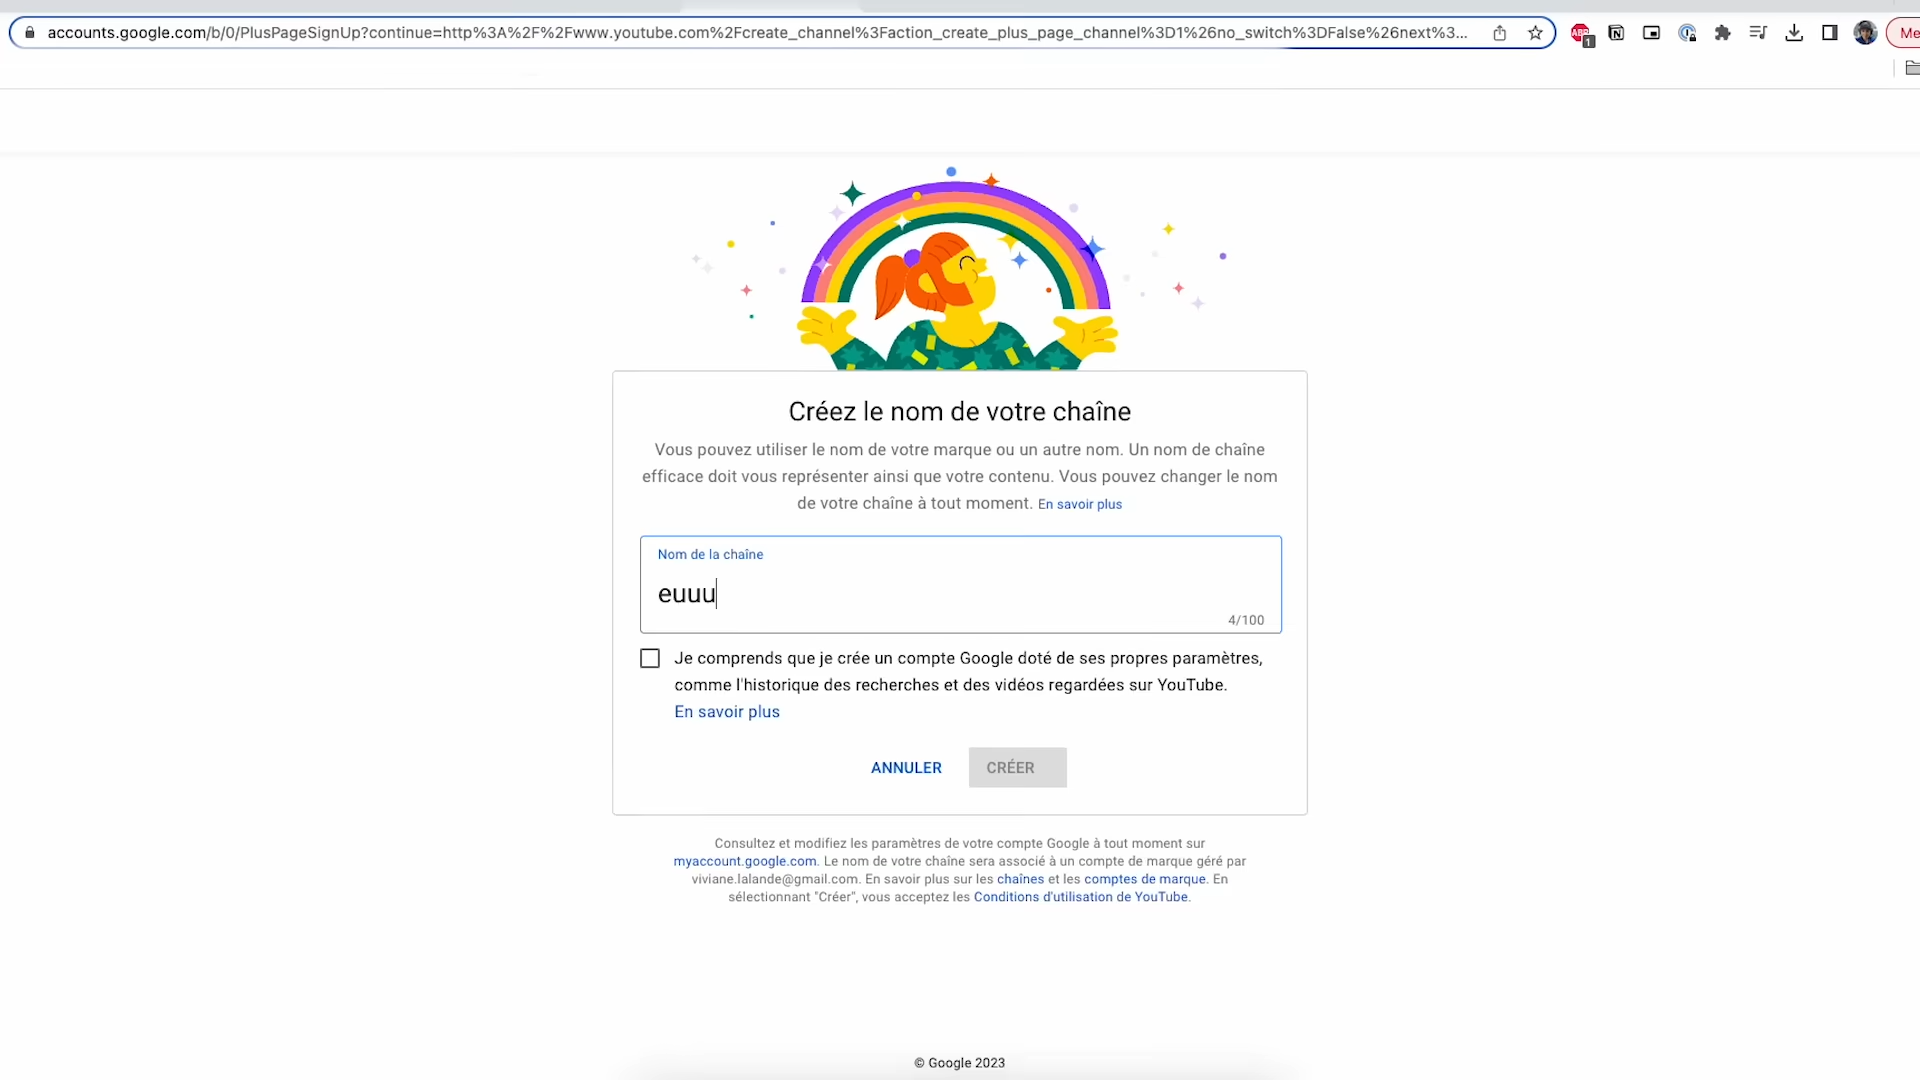 accounts.google.com/b/0/PlusPageSignUp?continue=http%3A%2F%2Fwww.youtube.com%2Fcreate_channel%3Faction_create_plus_page_channel%3D1%26no_switch%3DFalse%26next%3...
ABP
1
Me
Créez le nom de votre chaîne
Vous pouvez utiliser le nom de votre marque ou un autre nom. Un nom de chaîne
efficace doit vous représenter ainsi que votre contenu. Vous pouvez changer le nom
de votre chaîne à tout moment. En savoir plus
Nom de la chaîne
euuu
4/100
Je comprends que je crée un compte Google doté de ses propres paramètres,
comme l'historique des recherches et des vidéos regardées sur YouTube.
En savoir plus
ANNULER CRÉER
Consultez et modifiez les paramètres de votre compte Google à tout moment sur
myaccount.google.com. Le nom de votre chaîne sera associé à un compte de marque géré par
viviane.lalande@gmail.com. En savoir plus sur les chaînes et les comptes de marque. En
sélectionnant "Créer", vous acceptez les Conditions d'utilisation de YouTube.
© Google 2023